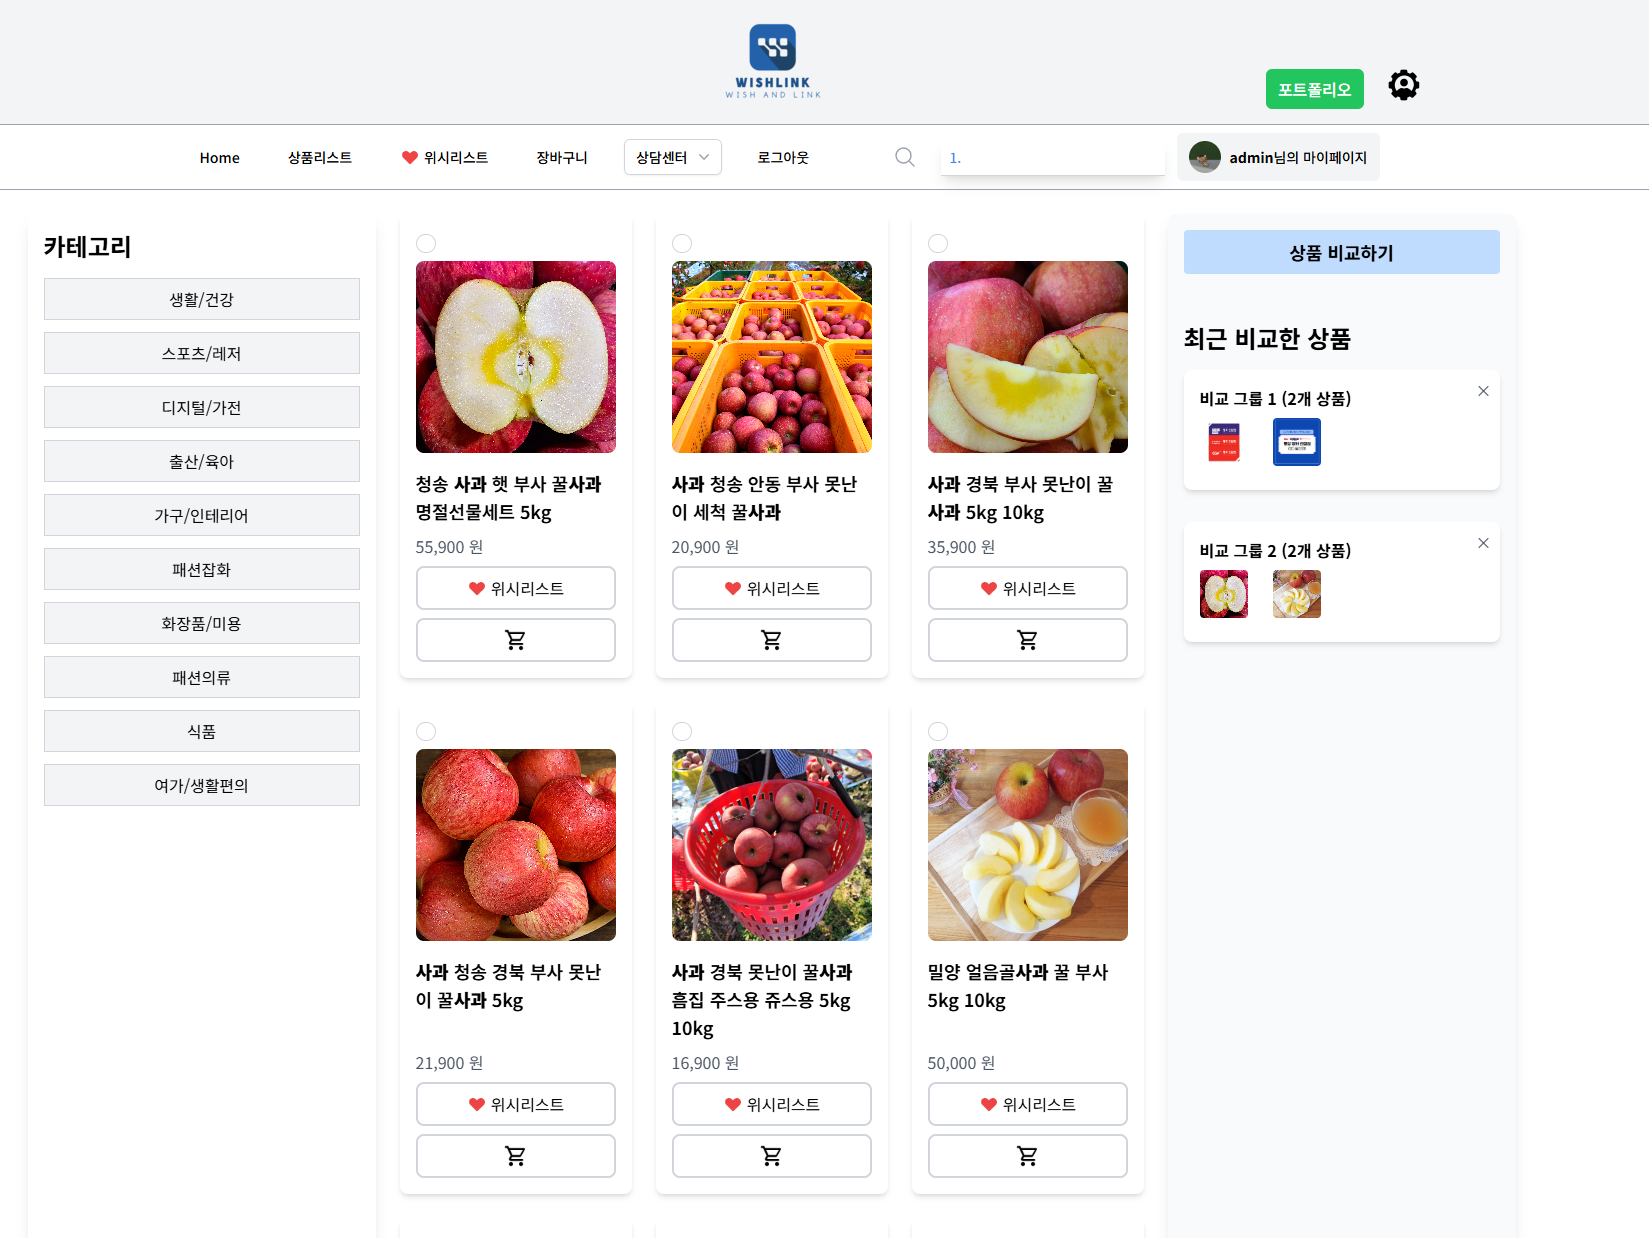 WISHLINK
WISH AND LINK
포트폴리오
Home
상품리스트
위시리스트
장바구니
상담센터
로그아웃
1.
admin님의 마이페이지
카테고리
생활/건강
스포츠/레저
디지털/가전
출산/육아
가구/인테리어
패션잡화
화장품/미용
패션의류
식품
여가/생활편의
청송 사과 햇 부사 꿀사과
명절선물세트 5kg
55,900 원
위시리스트
사과 청송 안동 부사 못난
이 세척 꿀사과
20,900 원
위시리스트
사과 경북 부사 못난이 꿀
사과 5kg 10kg
35,900 원
위시리스트
사과 청송 경북 부사 못난
이 꿀사과 5kg
21,900 원
위시리스트
사과 경북 못난이 꿀사과
흠집 주스용 쥬스용 5kg
10kg
16,900 원
위시리스트
밀양 얼음골사과 꿀 부사
5kg 10kg
50,000 원
위시리스트
상품 비교하기
최근 비교한 상품
비교 그룹 1 (2개 상품)
비교 그룹 2 (2개 상품)